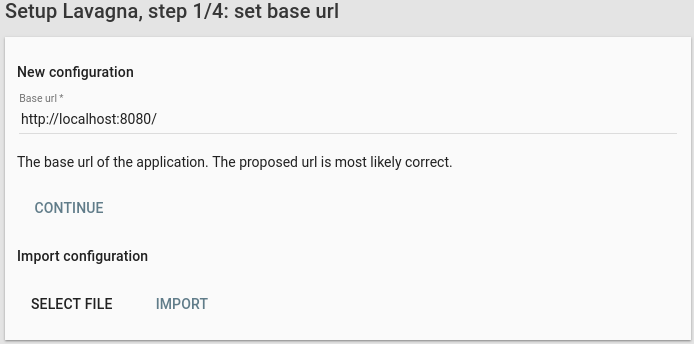 Setup Lavagna, step 1/4: set base url
New configuration
Base url *
http://localhost:8080/
The base url of the application. The proposed url is most likely correct.
CONTINUE
Import configuration
SELECT FILE IMPORT